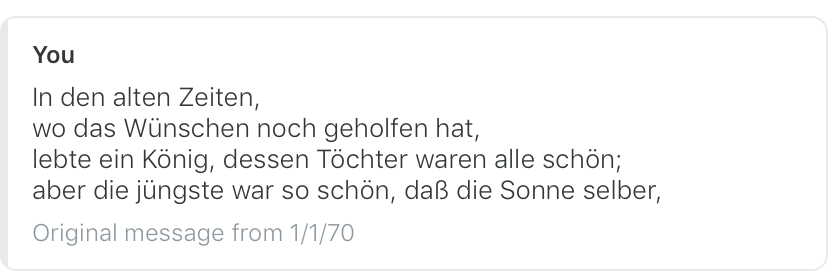 You
In den alten Zeiten,
wo das Wünschen noch geholfen hat,
lebte ein König, dessen Töchter waren alle schön;
aber die jüngste war so schön, daß die Sonne selber,
Original message from 1/1/70